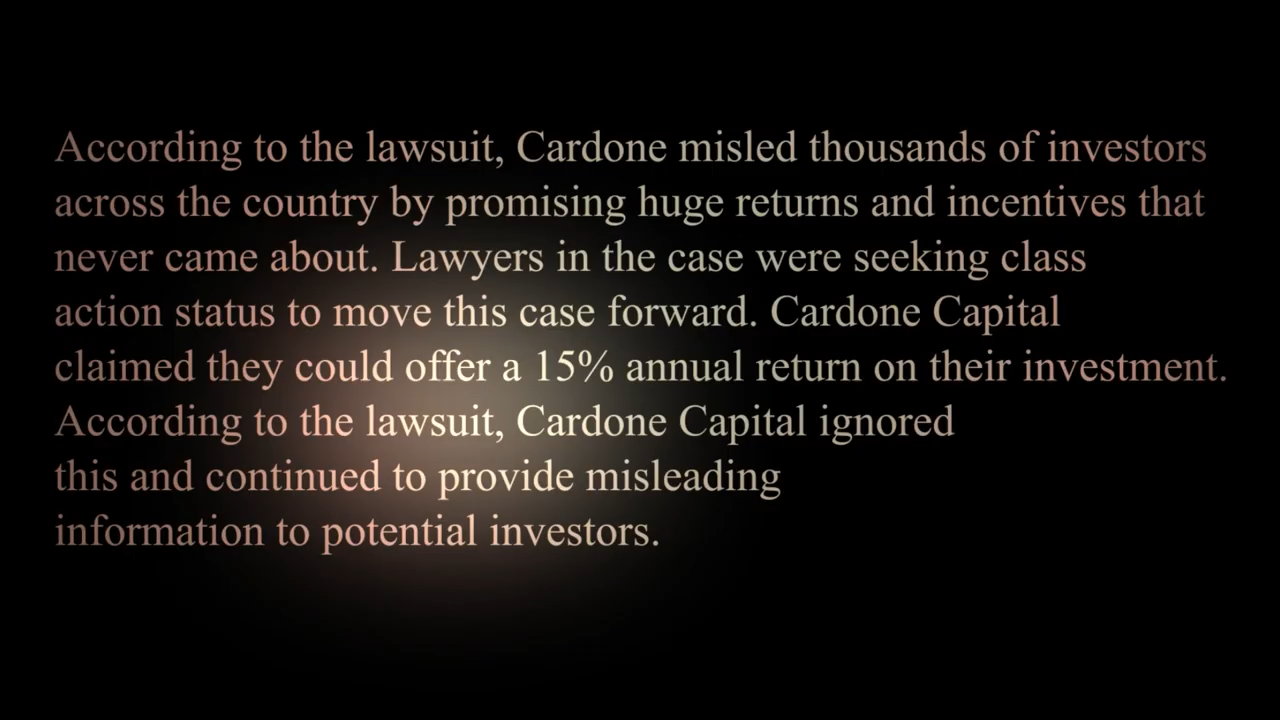 According to the lawsuit, Cardone misled thousands of investors
across the country by promising huge returns and incentives that
never came about. Lawyers in the case were seeking class
action status to move this case forward. Cardone Capital
claimed they could offer a 15% annual return on their investment.
According to the lawsuit, Cardone Capital ignored
this and continued to provide misleading
information to potential investors.